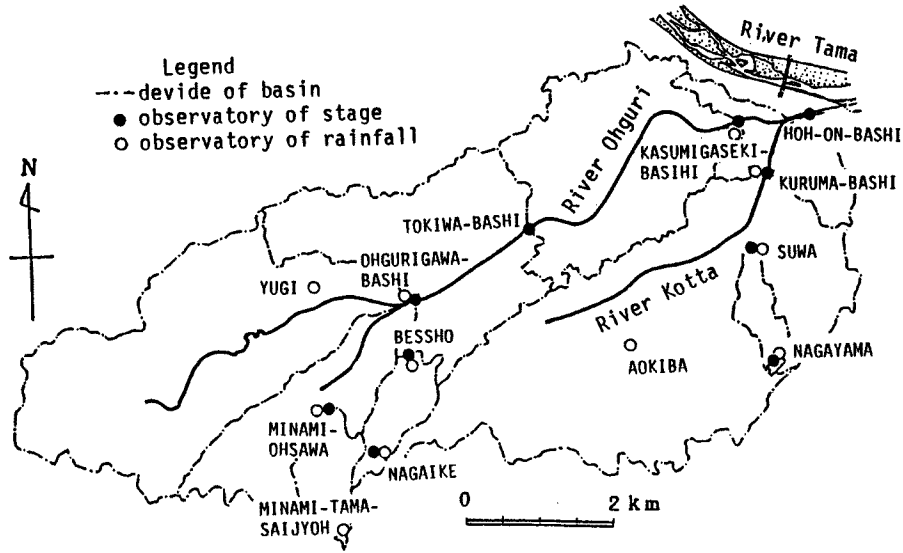 River Tama
Legend
devide of basin
observatory of stage
observatory of rainfall
N
River Ohguri
HOH-ON-BASHI
KASUMIGASEKI-
BASIHI
KURUMA-BASHI
TOKIWA-BASHI
SUWA
OHGURIGAWA-
BASHI
YUGI
River Kotta
BESSHO
AOKIBA
NAGAYAMA
MINAMI-
OHSAWA
NAGAIKE
MINAMI-TAMA-
SAIJYOH
0 2 km